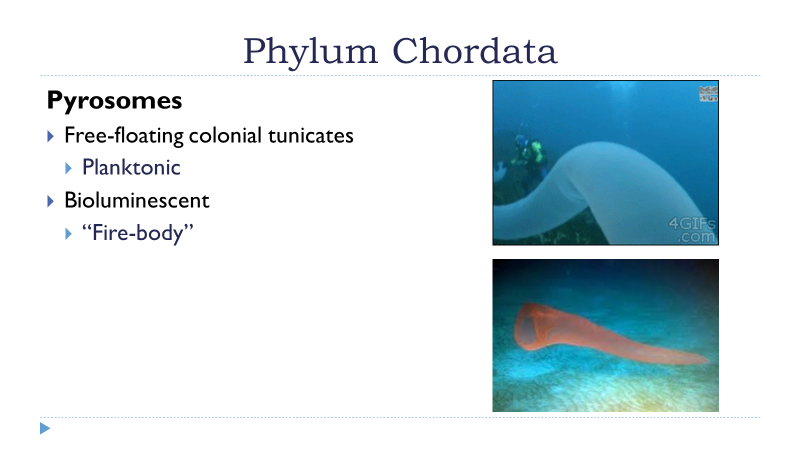 Phylum Chordata
Pyrosomes
Free-floating colonial tunicates
Planktonic
Bioluminescent
“Fire-body”
4GIFs
.com